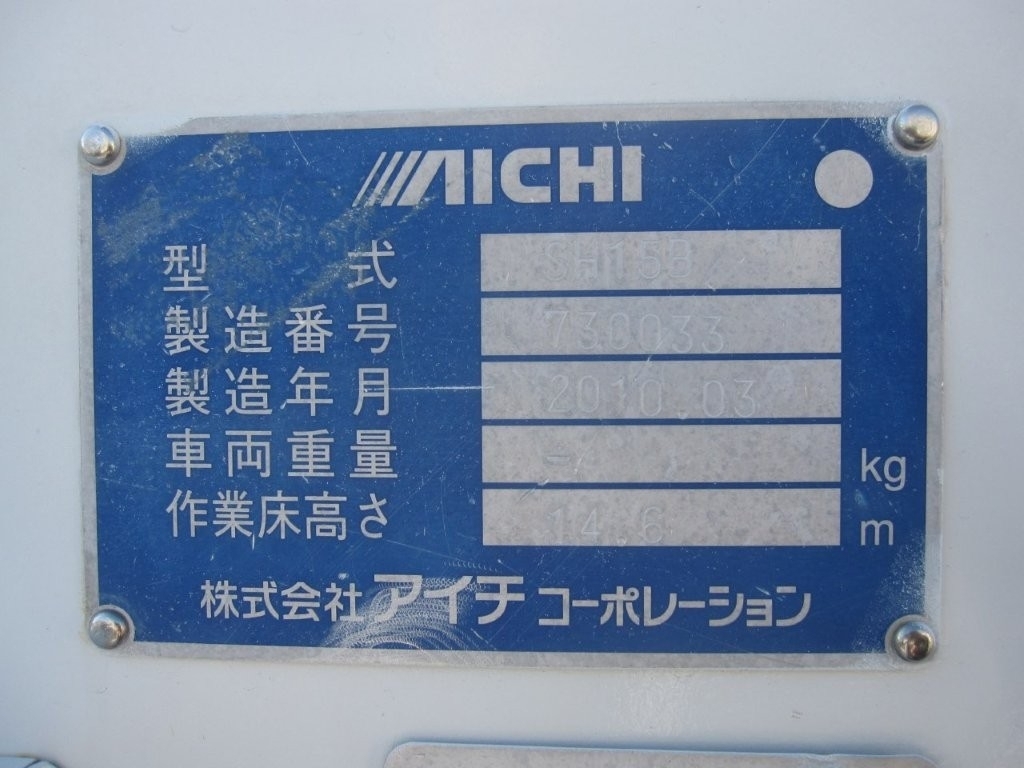 AICHI
型式 SH15B
製造番号 730033
製造年月 2010.03
車両重量 - kg
作業床高さ 14.6 m
株式会社アイチコーポレーション